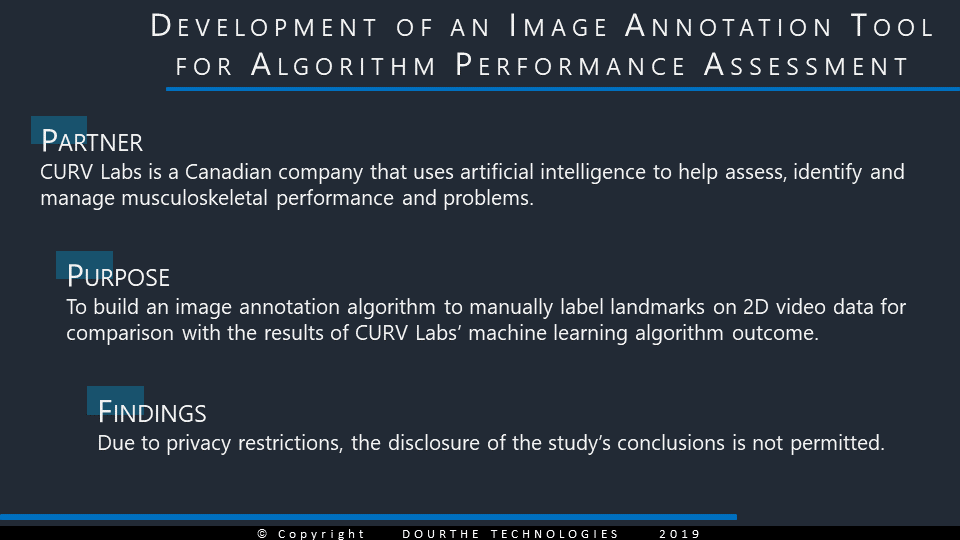 Development of an Image Annotation Tool
for Algorithm Performance Assessment
Partner
CURV Labs is a Canadian company that uses artificial intelligence to help assess, identify and
manage musculoskeletal performance and problems.
Purpose
To build an image annotation algorithm to manually label landmarks on 2D video data for
comparison with the results of CURV Labs’ machine learning algorithm outcome.
Findings
Due to privacy restrictions, the disclosure of the study’s conclusions is not permitted.
© Copyright DOURTHE TECHNOLOGIES 2019